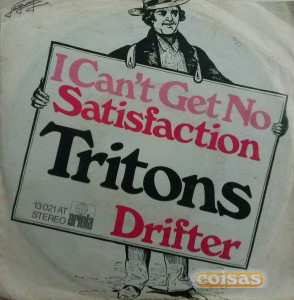 I Can't Get No
Satisfaction
Tritons
13 021 AT
STEREO
ariola
Drifter
coisas